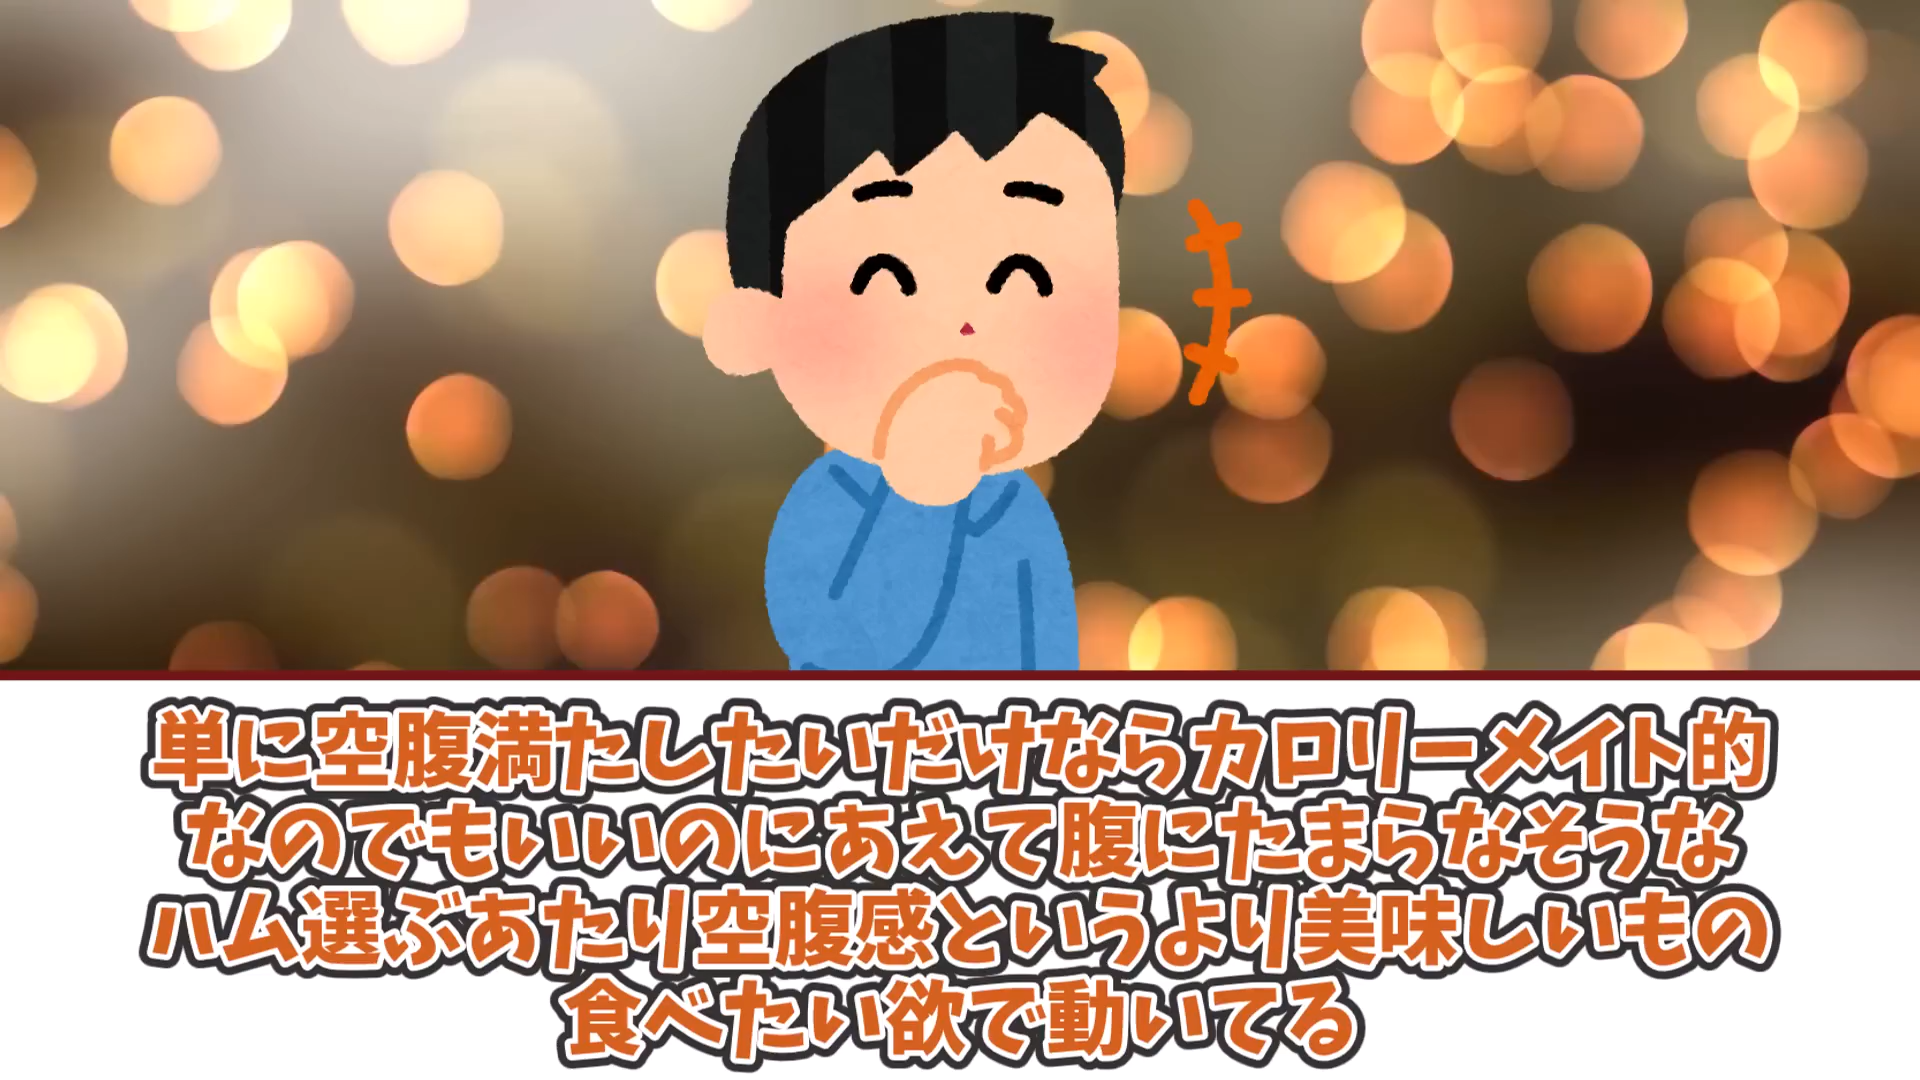 単に空腹満たしたいだけならカロリーメイト的
なのでもいいのにあえて腹にたまらなそうな
ハム選ぶあたり空腹感というより美味しいもの
食べたい欲で動いてる